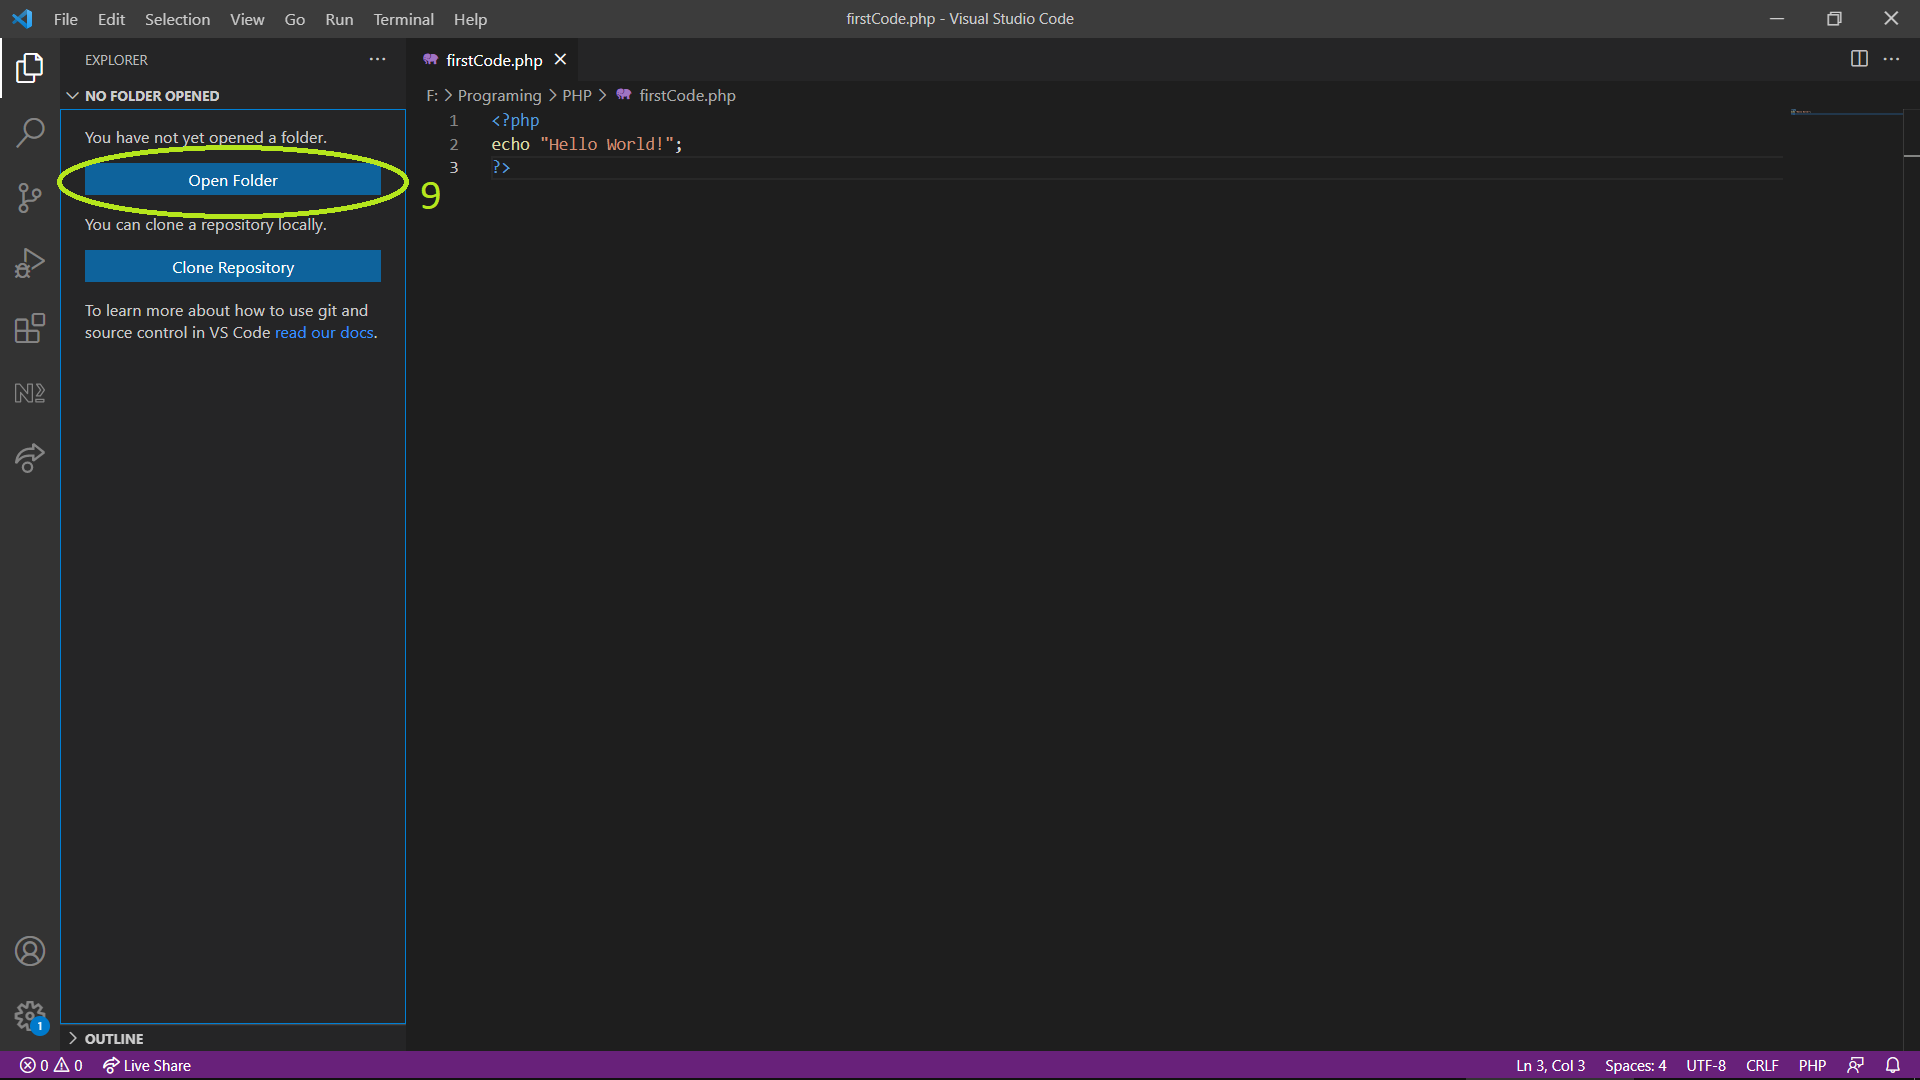 File Edit Selection View Go Run Terminal Help
firstCode.php - Visual Studio Code
EXPLORER
firstCode.php
NO FOLDER OPENED
F: > Programing > PHP > firstCode.php
You have not yet opened a folder.
Open Folder
You can clone a repository locally.
Clone Repository
To learn more about how to use git and
source control in VS Code read our docs.
1 <?php
2 echo "Hello World!";
3 ?>
9
N2
1
OUTLINE
0 0 Live Share
Ln 3, Col 3 Spaces: 4 UTF-8 CRLF PHP